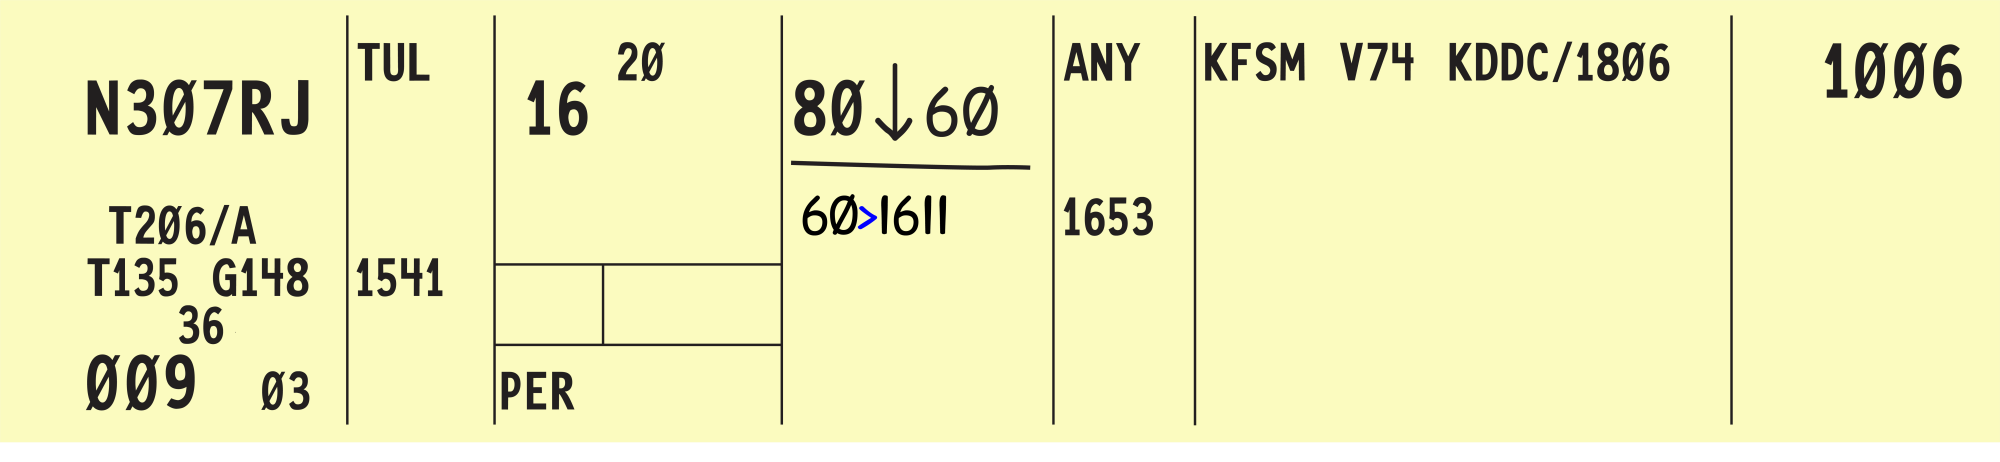 N3Ø7RJ
T2Ø6/A
T135 G148
36
ØØ9 Ø3
TUL
1541
2Ø
16
PER
8Ø↓6Ø
6Ø>1611
ANY
1653
KFSM V74 KDDC/18Ø6
1ØØ6